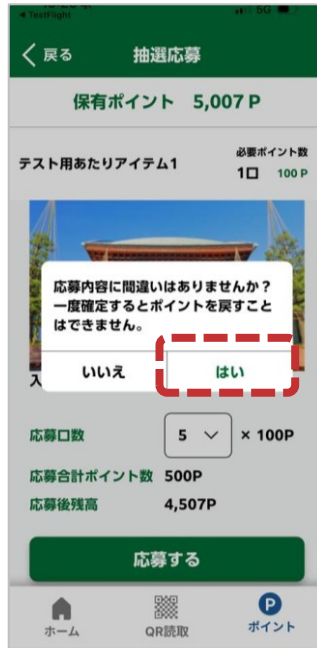 TestFlight
5G
戻る
抽選応募
保有ポイント 5,007 P
必要ポイント数
テスト用あたりアイテム1
1口 100 P
応募内容に間違いはありませんか？
一度確定するとポイントを戻すこと
はできません。
いいえ はい
入
応募口数 5 × 100P
応募合計ポイント数 500P
応募後残高 4,507P
応募する
P
ホーム QR読取 ポイント